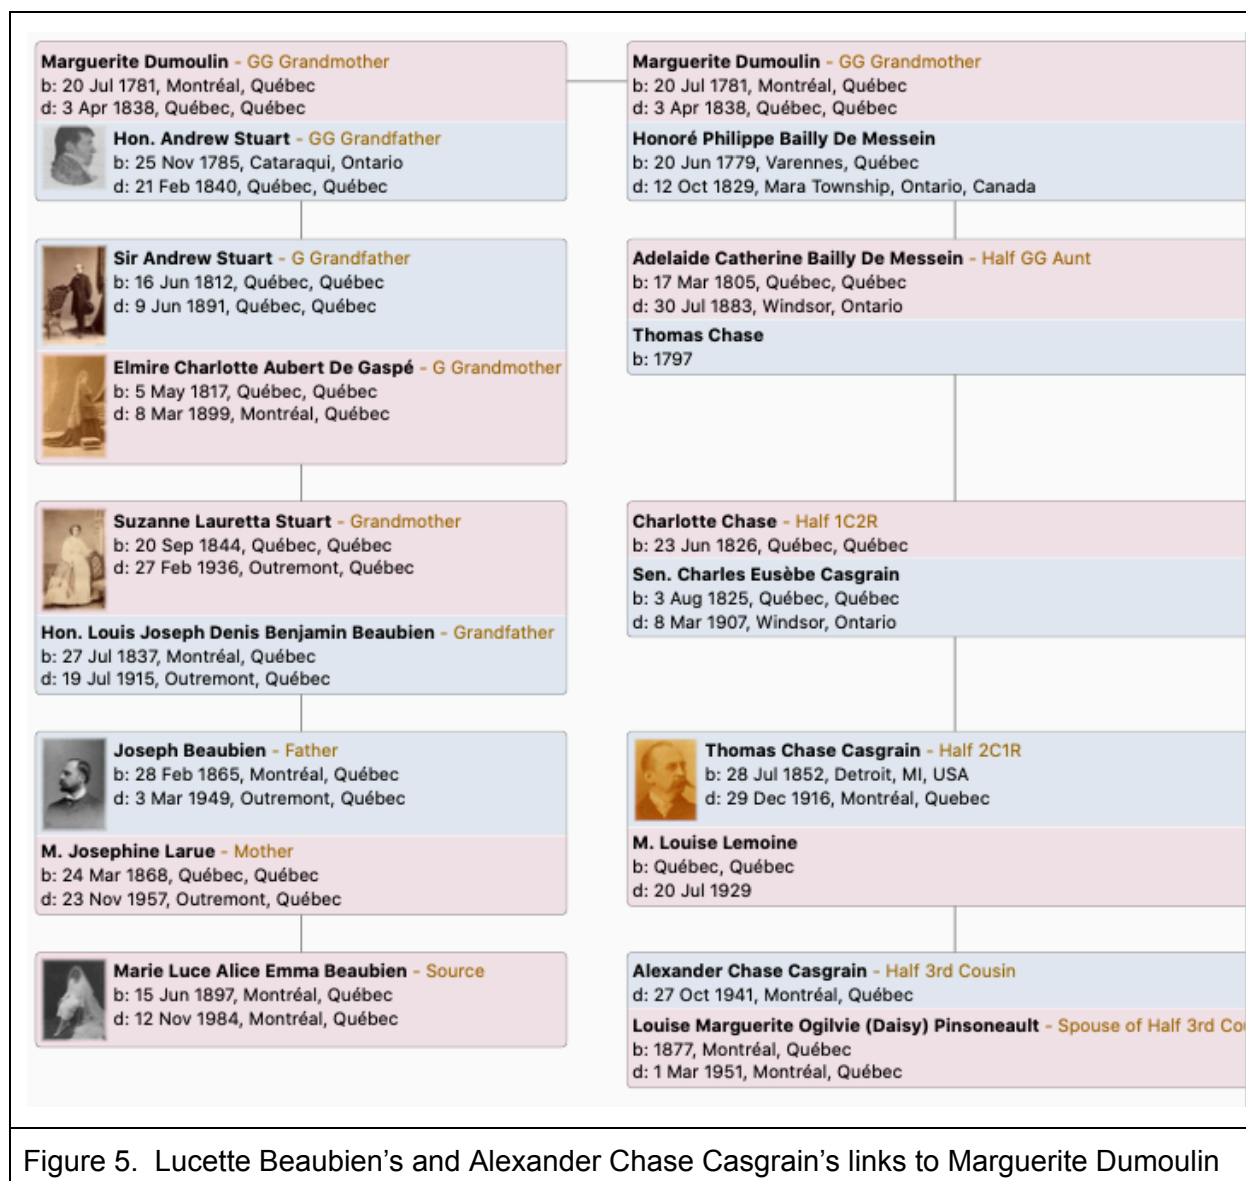 Marguerite Dumoulin - GG Grandmother
b: 20 Jul 1781, Montréal, Québec
d: 3 Apr 1838, Québec, Québec
Hon. Andrew Stuart - GG Grandfather
b: 25 Nov 1785, Cataraqui, Ontario
d: 21 Feb 1840, Québec, Québec
Sir Andrew Stuart - G Grandfather
b: 16 Jun 1812, Québec, Québec
d: 9 Jun 1891, Québec, Québec
Elmire Charlotte Aubert De Gaspé - G Grandmother
b: 5 May 1817, Québec, Québec
d: 8 Mar 1899, Montréal, Québec
Suzanne Lauretta Stuart - Grandmother
b: 20 Sep 1844, Québec, Québec
d: 27 Feb 1936, Outremont, Québec
Hon. Louis Joseph Denis Benjamin Beaubien - Grandfather
b: 27 Jul 1837, Montréal, Québec
d: 19 Jul 1915, Outremont, Québec
Joseph Beaubien - Father
b: 28 Feb 1865, Montréal, Québec
d: 3 Mar 1949, Outremont, Québec
M. Josephine Larue - Mother
b: 24 Mar 1868, Québec, Québec
d: 23 Nov 1957, Outremont, Québec
Marie Luce Alice Emma Beaubien - Source
b: 15 Jun 1897, Montréal, Québec
d: 12 Nov 1984, Montréal, Québec
Marguerite Dumoulin - GG Grandmother
b: 20 Jul 1781, Montréal, Québec
d: 3 Apr 1838, Québec, Québec
Honoré Philippe Bailly De Messein
b: 20 Jun 1779, Varennes, Québec
d: 12 Oct 1829, Mara Township, Ontario, Canada
Adelaide Catherine Bailly De Messein - Half GG Aunt
b: 17 Mar 1805, Québec, Québec
d: 30 Jul 1883, Windsor, Ontario
Thomas Chase
b: 1797
Charlotte Chase - Half 1C2R
b: 23 Jun 1826, Québec, Québec
Sen. Charles Eusèbe Casgrain
b: 3 Aug 1825, Québec, Québec
d: 8 Mar 1907, Windsor, Ontario
Thomas Chase Casgrain - Half 2C1R
b: 28 Jul 1852, Detroit, MI, USA
d: 29 Dec 1916, Montréal, Quebec
M. Louise Lemoine
b: Québec, Québec
d: 20 Jul 1929
Alexander Chase Casgrain - Half 3rd Cousin
d: 27 Oct 1941, Montréal, Québec
Louise Marguerite Ogilvie (Daisy) Pinsoneault - Spouse of Half 3rd Co
b: 1877, Montréal, Québec
d: 1 Mar 1951, Montréal, Québec
Figure 5. Lucette Beaubien’s and Alexander Chase Casgrain’s links to Marguerite Dumoulin